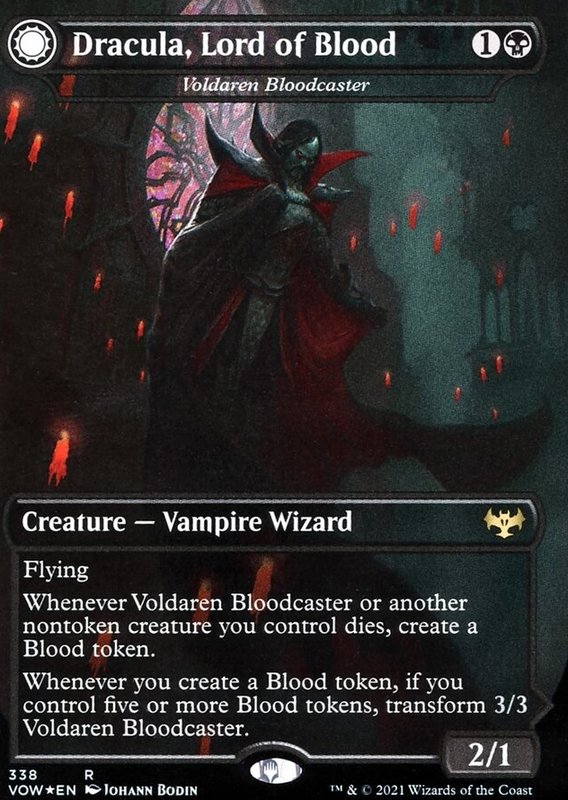 Dracula, Lord of Blood 1
Voldaren Bloodcaster
Creature — Vampire Wizard
Flying
Whenever Voldaren Bloodcaster or another
nontoken creature you control dies, create a
Blood token.
Whenever you create a Blood token, if you
control five or more Blood tokens, transform 3/3
Voldaren Bloodcaster.
2/1
338 R
VOW★EN Johann Bodin ™ & © 2021 Wizards of the Coast